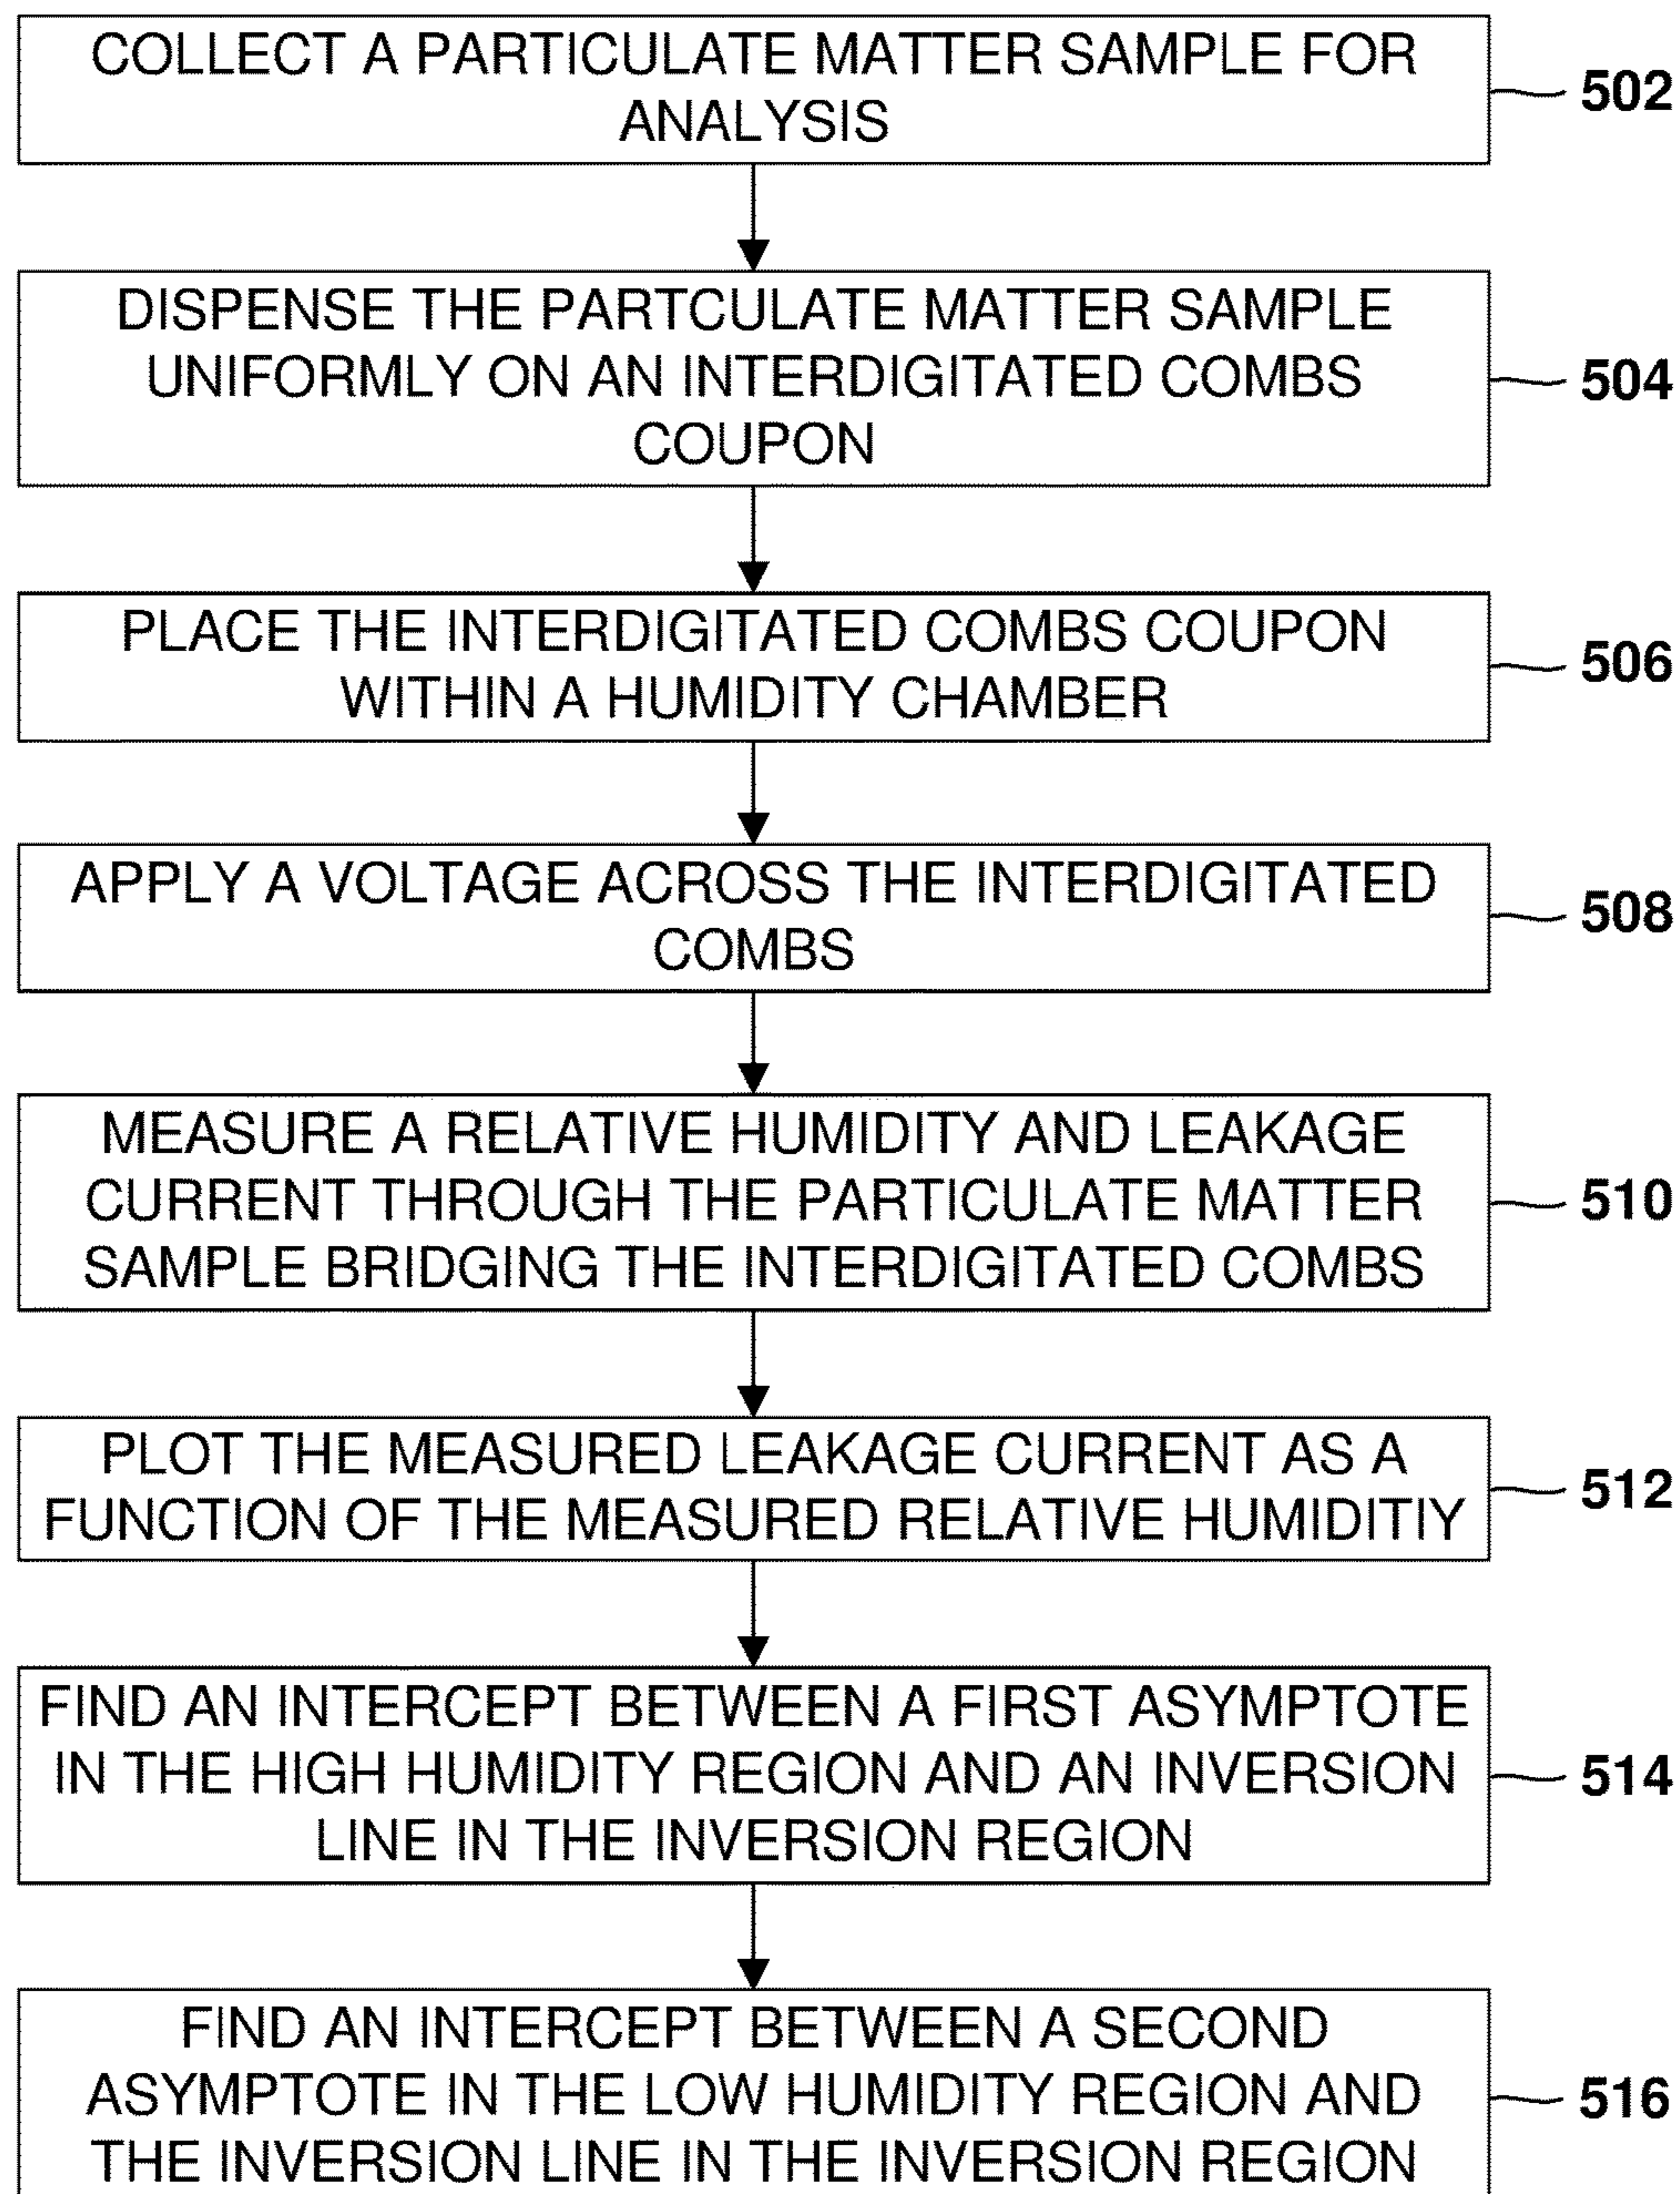 COLLECT A PARTICULATE MATTER SAMPLE FOR
ANALYSIS
502
DISPENSE THE PARTCULATE MATTER SAMPLE
UNIFORMLY ON AN INTERDIGITATED COMBS
COUPON
504
PLACE THE INTERDIGITATED COMBS COUPON
WITHIN A HUMIDITY CHAMBER
506
APPLY A VOLTAGE ACROSS THE INTERDIGITATED
COMBS
508
MEASURE A RELATIVE HUMIDITY AND LEAKAGE
CURRENT THROUGH THE PARTICULATE MATTER
SAMPLE BRIDGING THE INTERDIGITATED COMBS
510
PLOT THE MEASURED LEAKAGE CURRENT AS A
FUNCTION OF THE MEASURED RELATIVE HUMIDITIY
512
FIND AN INTERCEPT BETWEEN A FIRST ASYMPTOTE
IN THE HIGH HUMIDITY REGION AND AN INVERSION
LINE IN THE INVERSION REGION
514
FIND AN INTERCEPT BETWEEN A SECOND
ASYMPTOTE IN THE LOW HUMIDITY REGION AND
THE INVERSION LINE IN THE INVERSION REGION
516